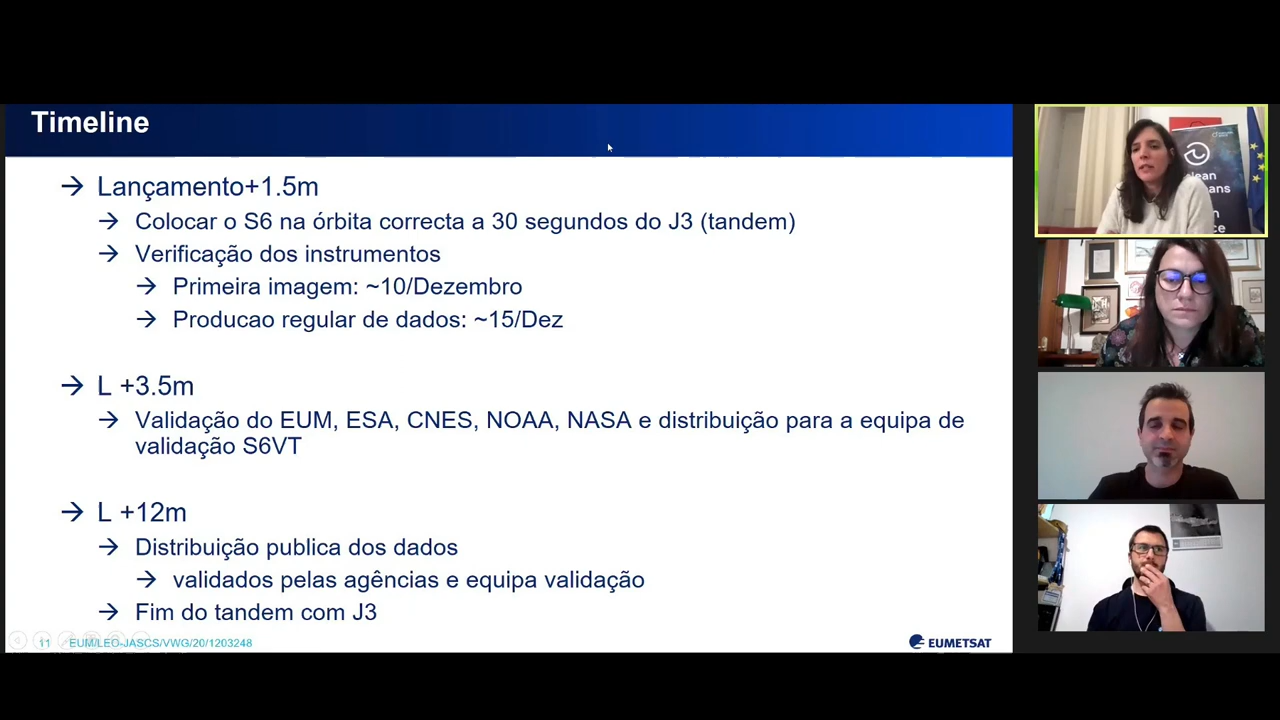 Timeline
→ Lançamento+1.5m
→ Colocar o S6 na órbita correcta a 30 segundos do J3 (tandem)
→ Verificação dos instrumentos
→ Primeira imagem: ~10/Dezembro
→ Producao regular de dados: ~15/Dez
→ L +3.5m
→ Validação do EUM, ESA, CNES, NOAA, NASA e distribuição para a equipa de
validação S6VT
→ L +12m
→ Distribuição publica dos dados
→ validados pelas agências e equipa validação
→ Fim do tandem com J3
11 EUM/LEO-JASCS/VWG/20/1203248
EUMETSAT